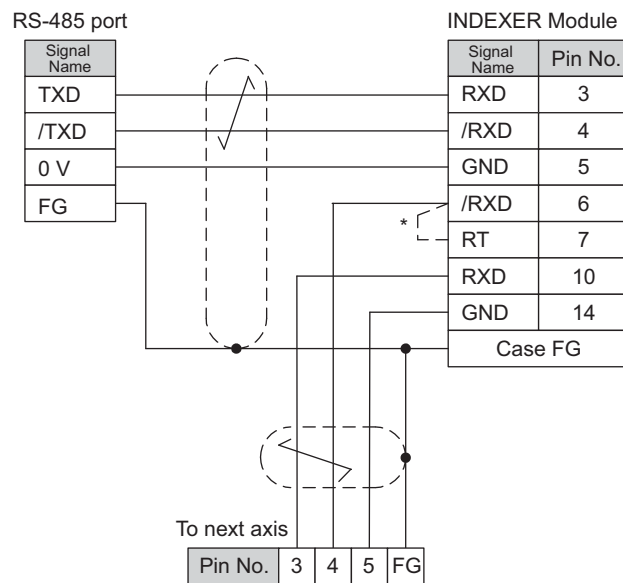 RS-485 port
INDEXER Module
Signal
Name
Signal
Name
Pin No.
TXD
RXD
3
/TXD
/RXD
4
0 V
GND
5
FG
/RXD
6
*
RT
7
RXD
10
GND
14
Case FG
To next axis
Pin No.
3
4
5
FG